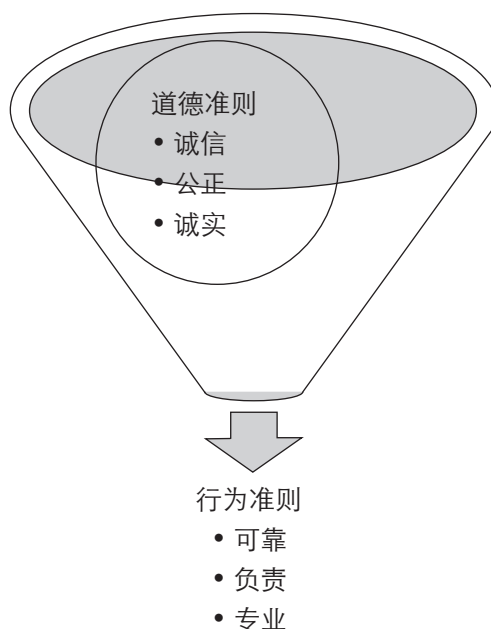 道德准则
• 诚信
• 公正
• 诚实
行为准则
• 可靠
• 负责
• 专业